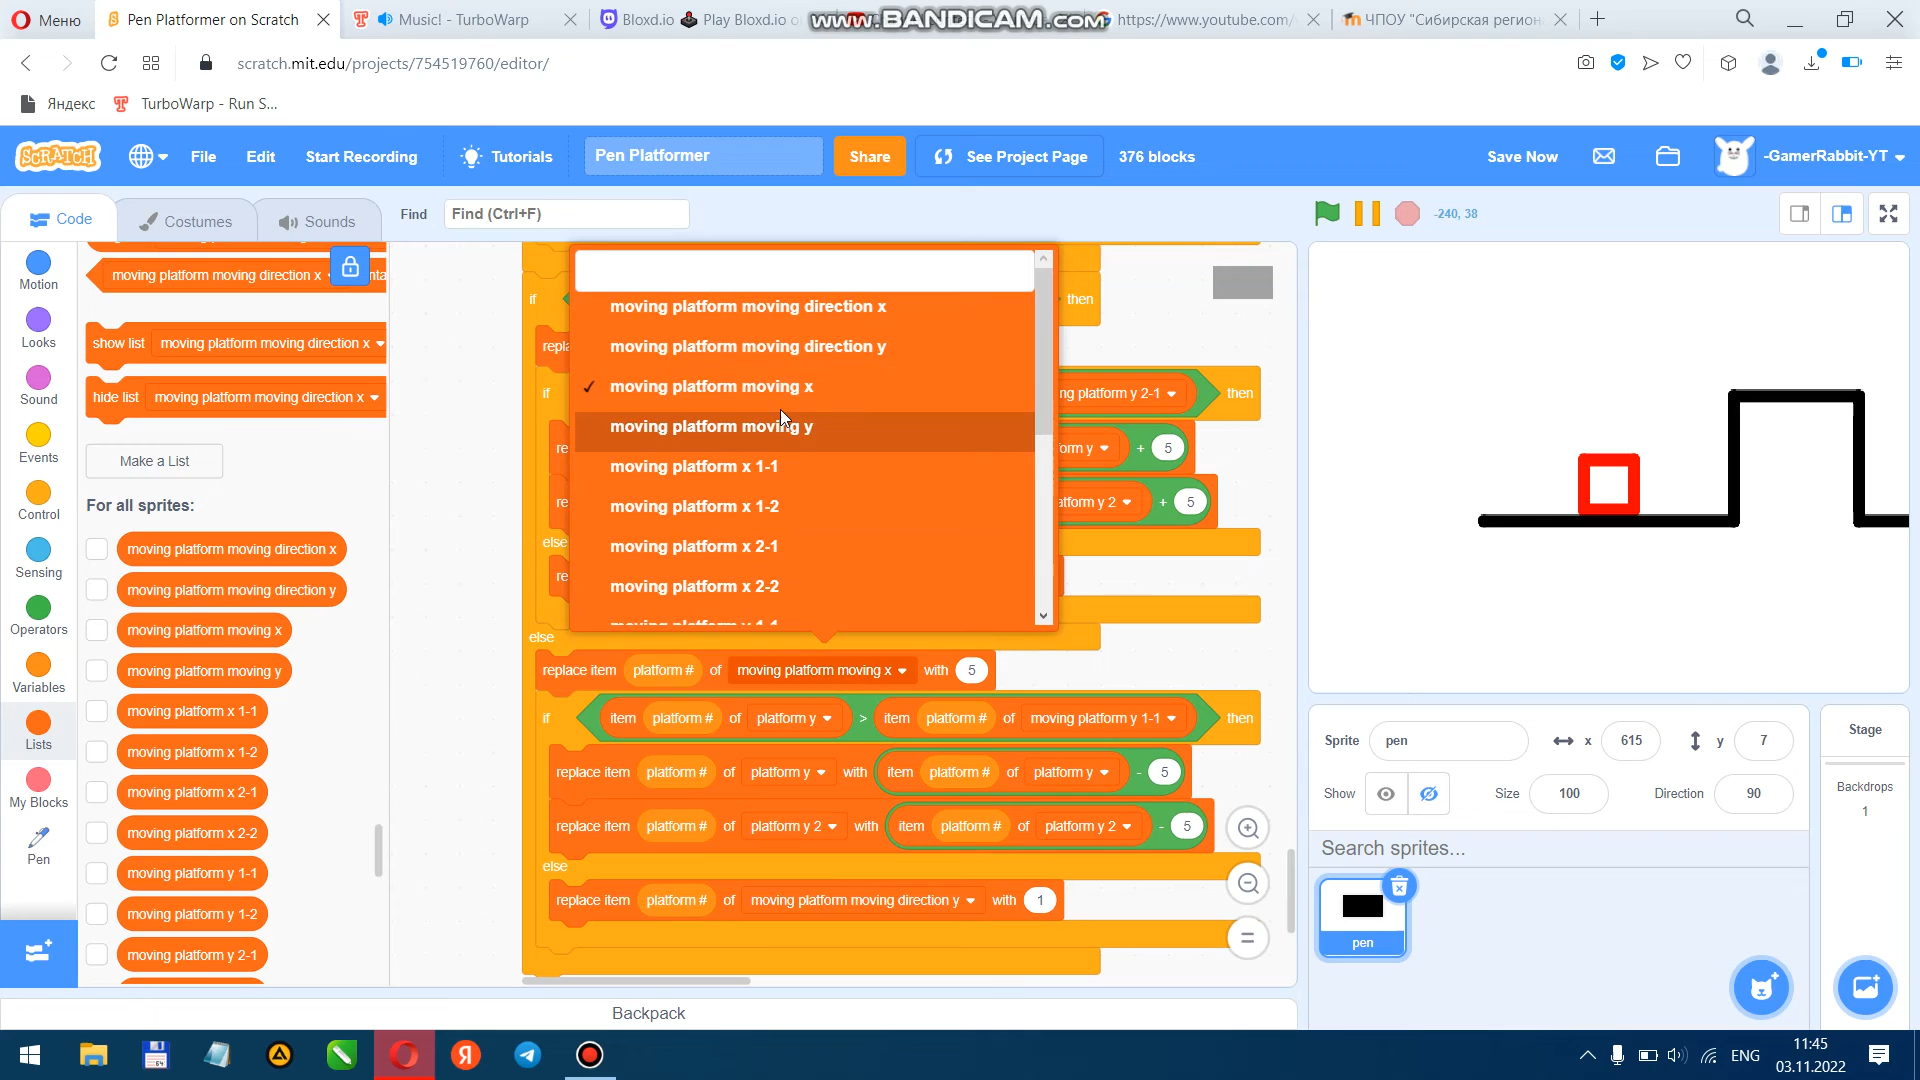 Меню
Pen Platformer on Scratch
Music! - TurboWarp
Bloxd.io
Play Bloxd.io o
www.BANDICAM.com
https://www.youtube.com/
ЧПОУ "Сибирская регион
scratch.mit.edu/projects/754519760/editor/
Яндекс
TurboWarp - Run S...
SCRATCH
File
Edit
Start Recording
Tutorials
Pen Platformer
Share
See Project Page
376 blocks
Save Now
-GamerRabbit-YT
Code
Costumes
Sounds
Find
Find (Ctrl+F)
-240, 38
Motion
Looks
Sound
Events
Control
Sensing
Operators
Variables
Lists
My Blocks
Pen
moving platform moving direction x
show list moving platform moving direction x
hide list moving platform moving direction x
Make a List
For all sprites:
moving platform moving direction x
moving platform moving direction y
moving platform moving x
moving platform moving y
moving platform x 1-1
moving platform x 1-2
moving platform x 2-1
moving platform x 2-2
moving platform y 1-1
moving platform y 1-2
moving platform y 2-1
moving platform moving direction x
moving platform moving direction y
✓ moving platform moving x
moving platform moving y
moving platform x 1-1
moving platform x 1-2
moving platform x 2-1
moving platform x 2-2
if then
repla
if ng platform y 2-1 then
re orm y + 5
re atform y 2 + 5
else
re
else
replace item platform # of moving platform moving x with 5
if item platform # of platform y > item platform # of moving platform y 1-1 then
replace item platform # of platform y with item platform # of platform y - 5
replace item platform # of platform y 2 with item platform # of platform y 2 - 5
else
replace item platform # of moving platform moving direction y with 1
Backpack
Sprite pen x 615 y 7
Show Size 100 Direction 90
Search sprites...
pen
Stage
Backdrops
1
ENG
11:45
03.11.2022